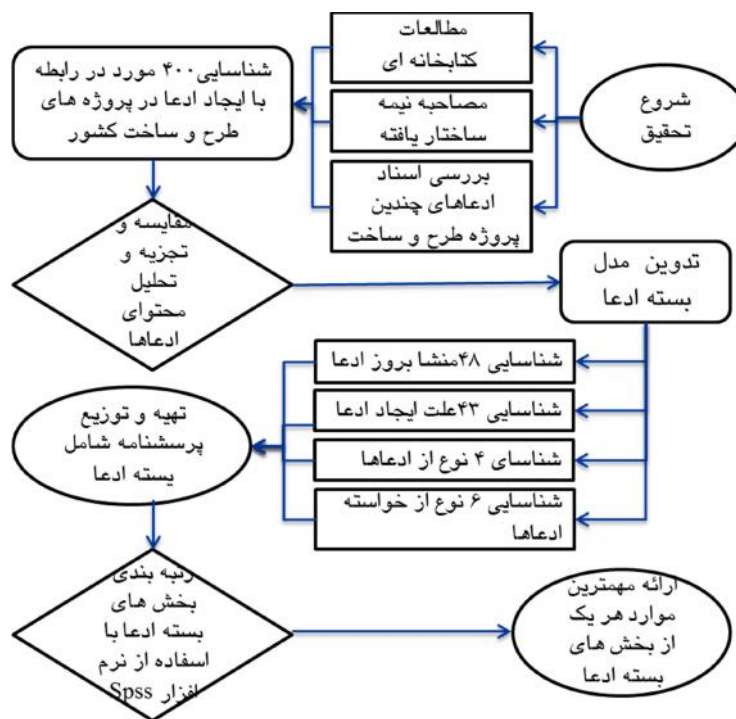 شروع
تحقیق
مطالعات
کتابخانه ای
مصاحبه نیمه
ساختار یافته
بررسی اسناد
ادعاهای چندین
پروژه طرح و ساخت
شناسایی۴۰۰ مورد در رابطه
با ایجاد ادعا در پروژه های
طرح و ساخت کشور
مقایسه و
تجزیه و
تحلیل
محتوای
ادعاها
تدوین مدل
بسته ادعا
شناسایی ۴۸منشا بروز ادعا
شناسایی ۴۳علت ایجاد ادعا
شناسای ۴ نوع از ادعاها
شناسایی ۶ نوع از خواسته
ادعاها
تهیه و توزیع
پرسشنامه شامل
بسته ادعا
رتبه بندی
بخش های
بسته ادعا با
اسفاده از نرم
افزار Spss
ارائه مهمترین
موارد هر یک
از بخش های
بسته ادعا